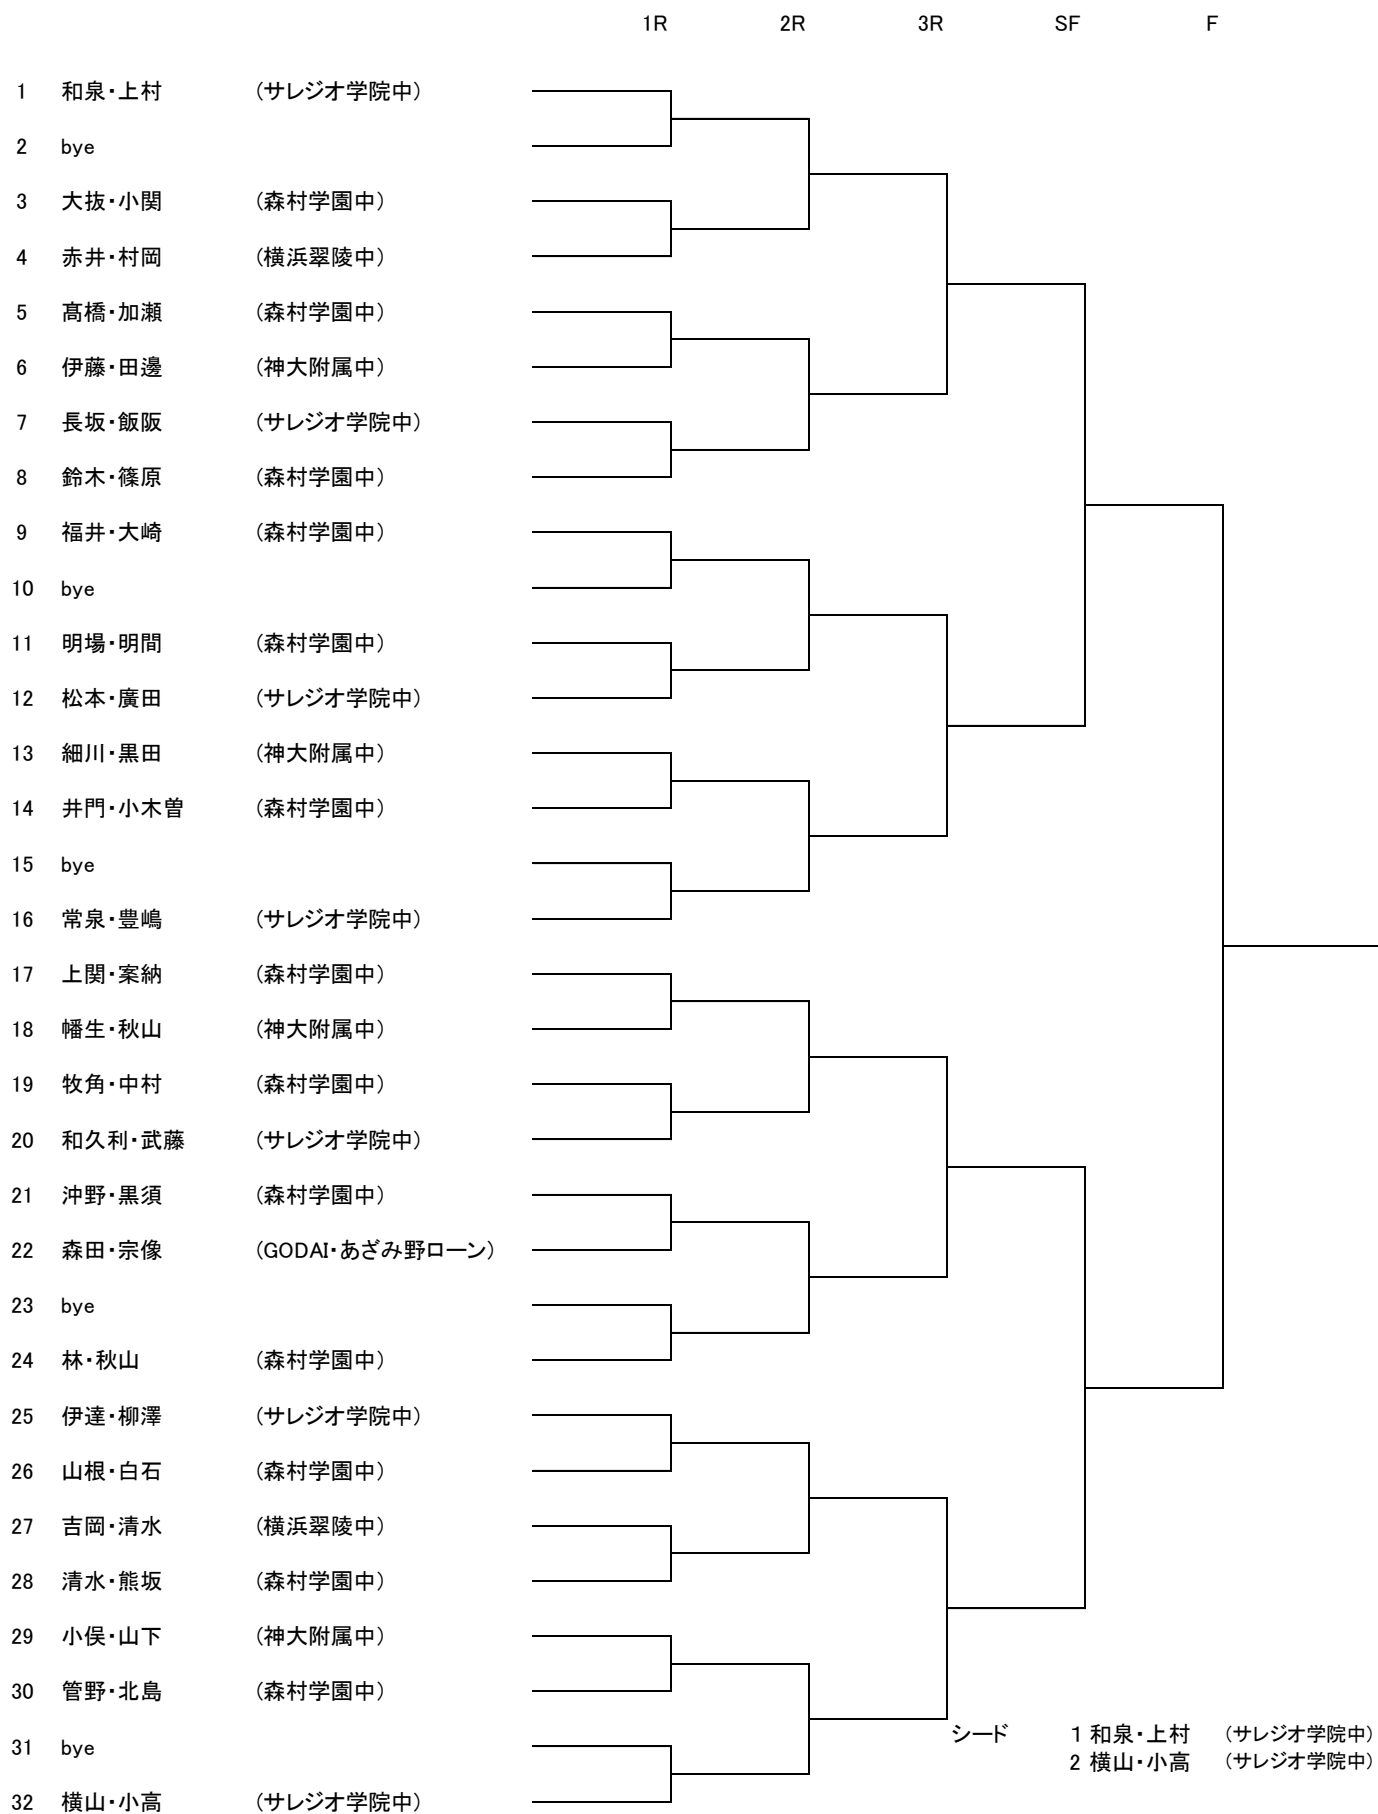 1R 2R 3R SF F
1 和泉・上村 (サレジオ学院中)
2 bye
3 大抜・小関 (森村学園中)
4 赤井・村岡 (横浜翠陵中)
5 髙橋・加瀬 (森村学園中)
6 伊藤・田邊 (神大附属中)
7 長坂・飯阪 (サレジオ学院中)
8 鈴木・篠原 (森村学園中)
9 福井・大崎 (森村学園中)
10 bye
11 明場・明間 (森村学園中)
12 松本・廣田 (サレジオ学院中)
13 細川・黒田 (神大附属中)
14 井門・小木曽 (森村学園中)
15 bye
16 常泉・豊嶋 (サレジオ学院中)
17 上関・案納 (森村学園中)
18 幡生・秋山 (神大附属中)
19 牧角・中村 (森村学園中)
20 和久利・武藤 (サレジオ学院中)
21 沖野・黒須 (森村学園中)
22 森田・宗像 (GODAI・あざみ野ローン)
23 bye
24 林・秋山 (森村学園中)
25 伊達・柳澤 (サレジオ学院中)
26 山根・白石 (森村学園中)
27 吉岡・清水 (横浜翠陵中)
28 清水・熊坂 (森村学園中)
29 小俣・山下 (神大附属中)
30 管野・北島 (森村学園中)
31 bye
32 横山・小高 (サレジオ学院中)
シード 1 和泉・上村 (サレジオ学院中)
2 横山・小高 (サレジオ学院中)